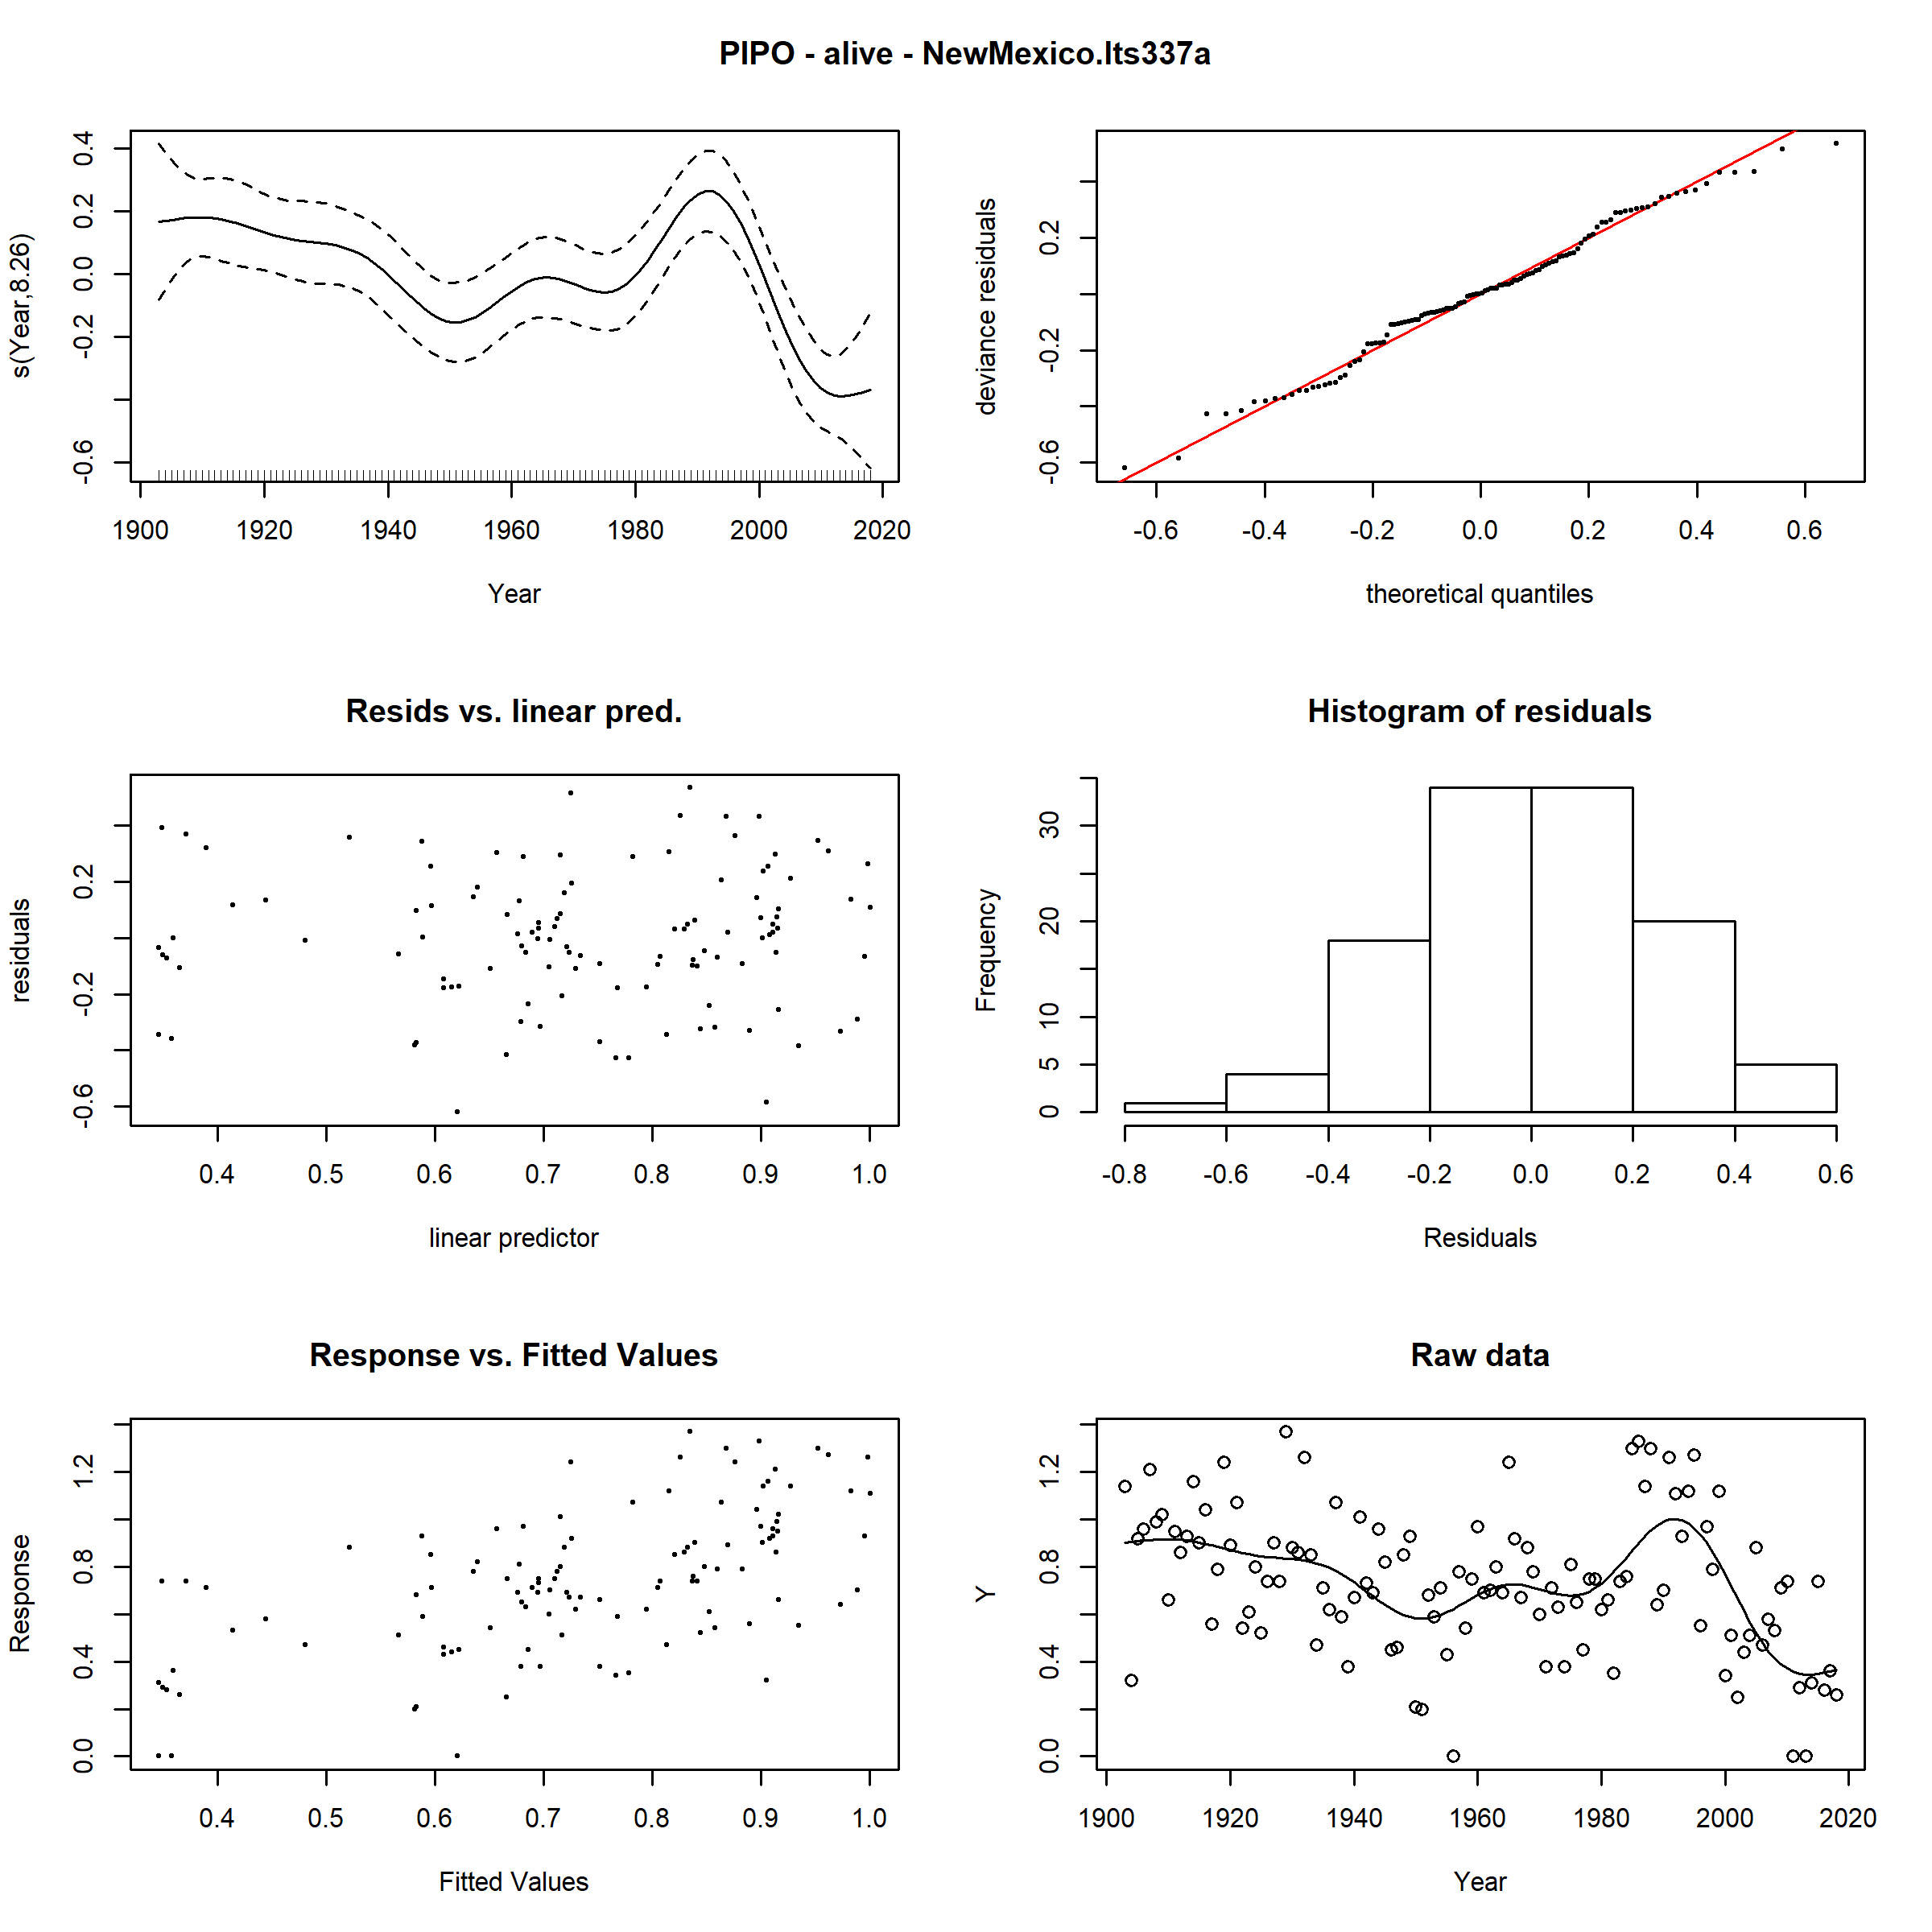 PIPO - alive - NewMexico.lts337a
s(Year,8.26)
-0.6 -0.2 0.0 0.2 0.4
1900 1920 1940 1960 1980 2000 2020
Year
deviance residuals
-0.6 -0.2 0.2
-0.6 -0.4 -0.2 0.0 0.2 0.4 0.6
theoretical quantiles
Resids vs. linear pred.
residuals
-0.6 -0.2 0.2
0.4 0.5 0.6 0.7 0.8 0.9 1.0
linear predictor
Histogram of residuals
Frequency
0 5 10 20 30
-0.8 -0.6 -0.4 -0.2 0.0 0.2 0.4 0.6
Residuals
Response vs. Fitted Values
Response
0.0 0.4 0.8 1.2
0.4 0.5 0.6 0.7 0.8 0.9 1.0
Fitted Values
Raw data
Y
0.0 0.4 0.8 1.2
1900 1920 1940 1960 1980 2000 2020
Year